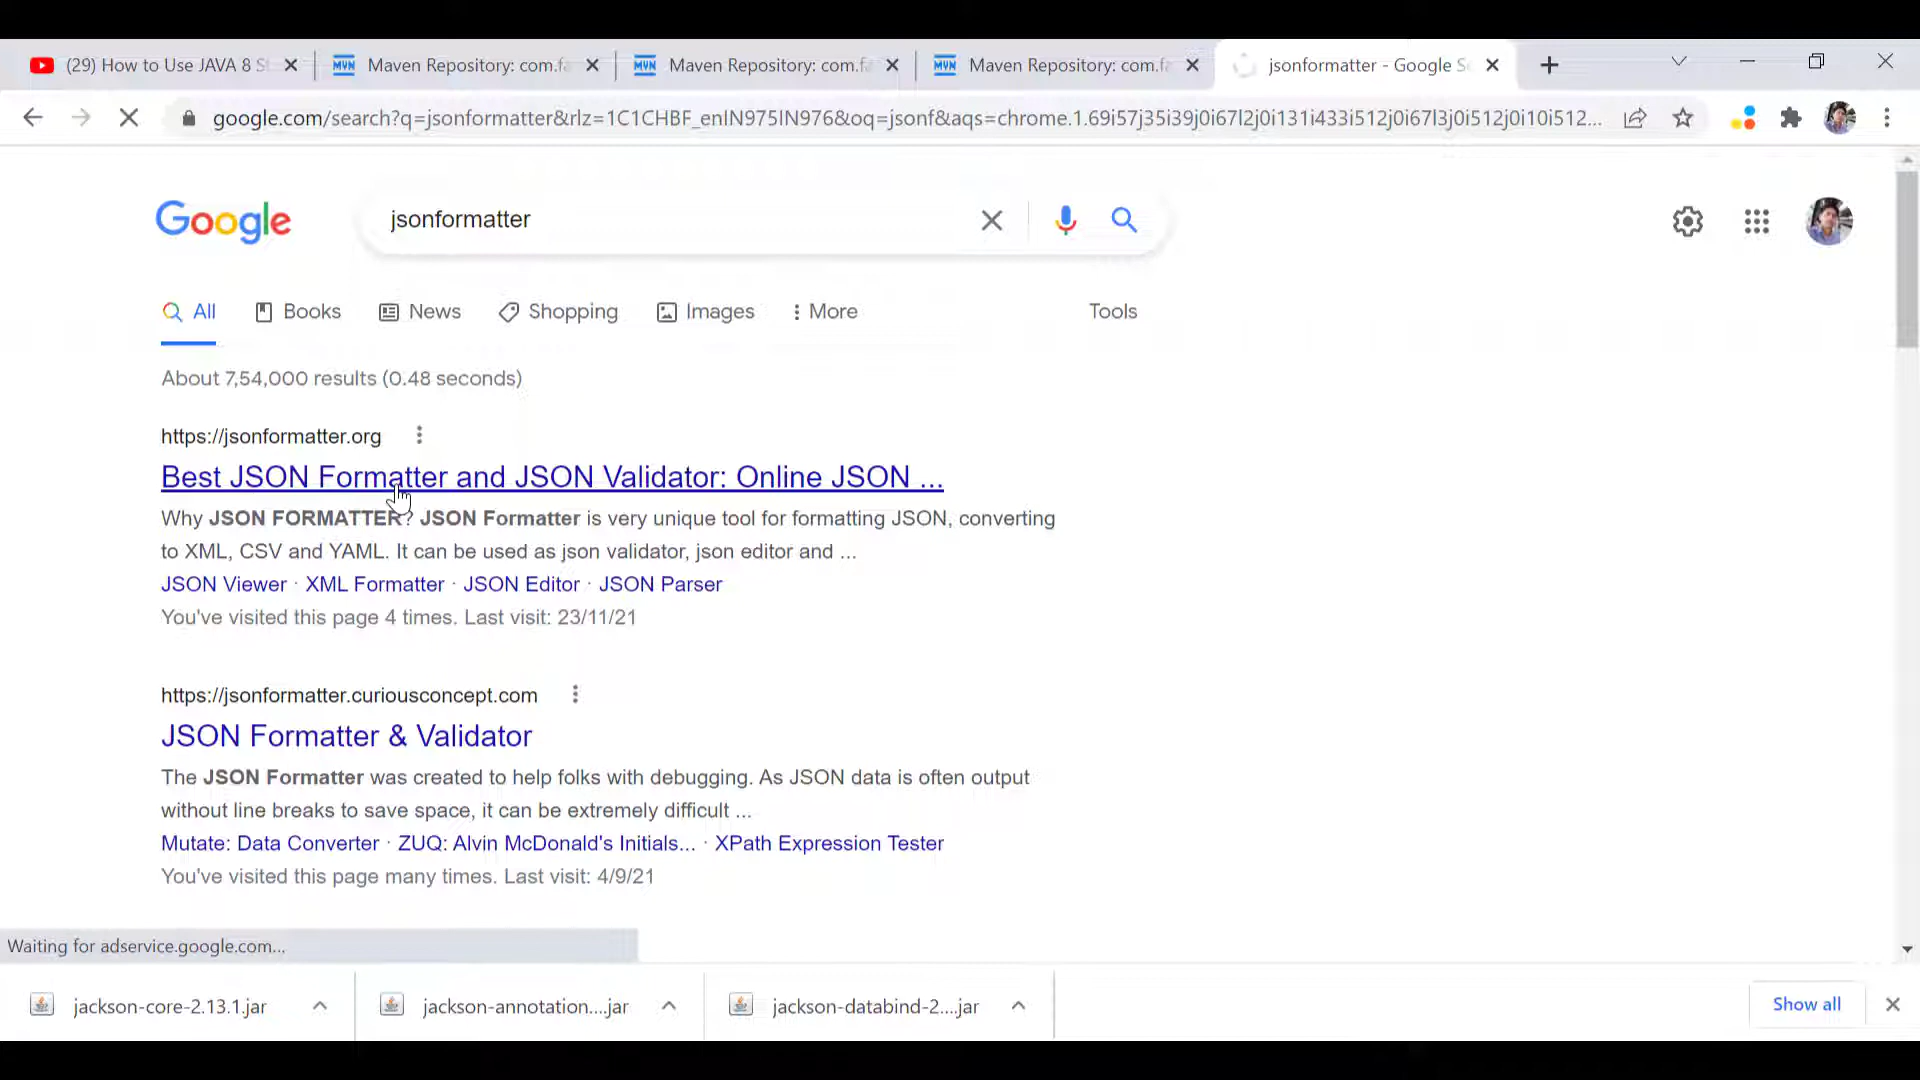 (29) How to Use JAVA 8 St
Maven Repository: com.fa
Maven Repository: com.fa
Maven Repository: com.fa
jsonformatter - Google Se
google.com/search?q=jsonformatter&rlz=1C1CHBF_enIN975IN976&oq=jsonf&aqs=chrome.1.69i57j35i39j0i67l2j0i131i433i512j0i67l3j0i512j0i10i512...
Google
jsonformatter
All
Books
News
Shopping
Images
More
Tools
About 7,54,000 results (0.48 seconds)
https://jsonformatter.org
Best JSON Formatter and JSON Validator: Online JSON ...
Why JSON FORMATTER? JSON Formatter is very unique tool for formatting JSON, converting
to XML, CSV and YAML. It can be used as json validator, json editor and ...
JSON Viewer · XML Formatter · JSON Editor · JSON Parser
You've visited this page 4 times. Last visit: 23/11/21
https://jsonformatter.curiousconcept.com
JSON Formatter & Validator
The JSON Formatter was created to help folks with debugging. As JSON data is often output
without line breaks to save space, it can be extremely difficult ...
Mutate: Data Converter · ZUQ: Alvin McDonald's Initials... · XPath Expression Tester
You've visited this page many times. Last visit: 4/9/21
Waiting for adservice.google.com...
jackson-core-2.13.1.jar
jackson-annotation....jar
jackson-databind-2....jar
Show all